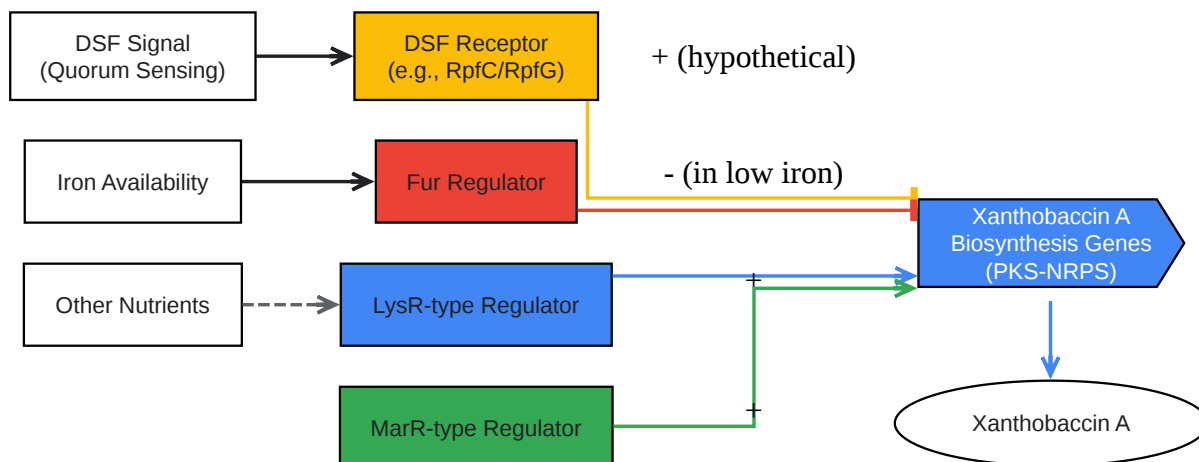 DSF Signal
(Quorum Sensing)
DSF Receptor
(e.g., RpfC/RpfG)
+ (hypothetical)
Iron Availability
Fur Regulator
- (in low iron)
Xanthobaccin A
Biosynthesis Genes
(PKS-NRPS)
Other Nutrients
LysR-type Regulator
+
MarR-type Regulator
+
Xanthobaccin A